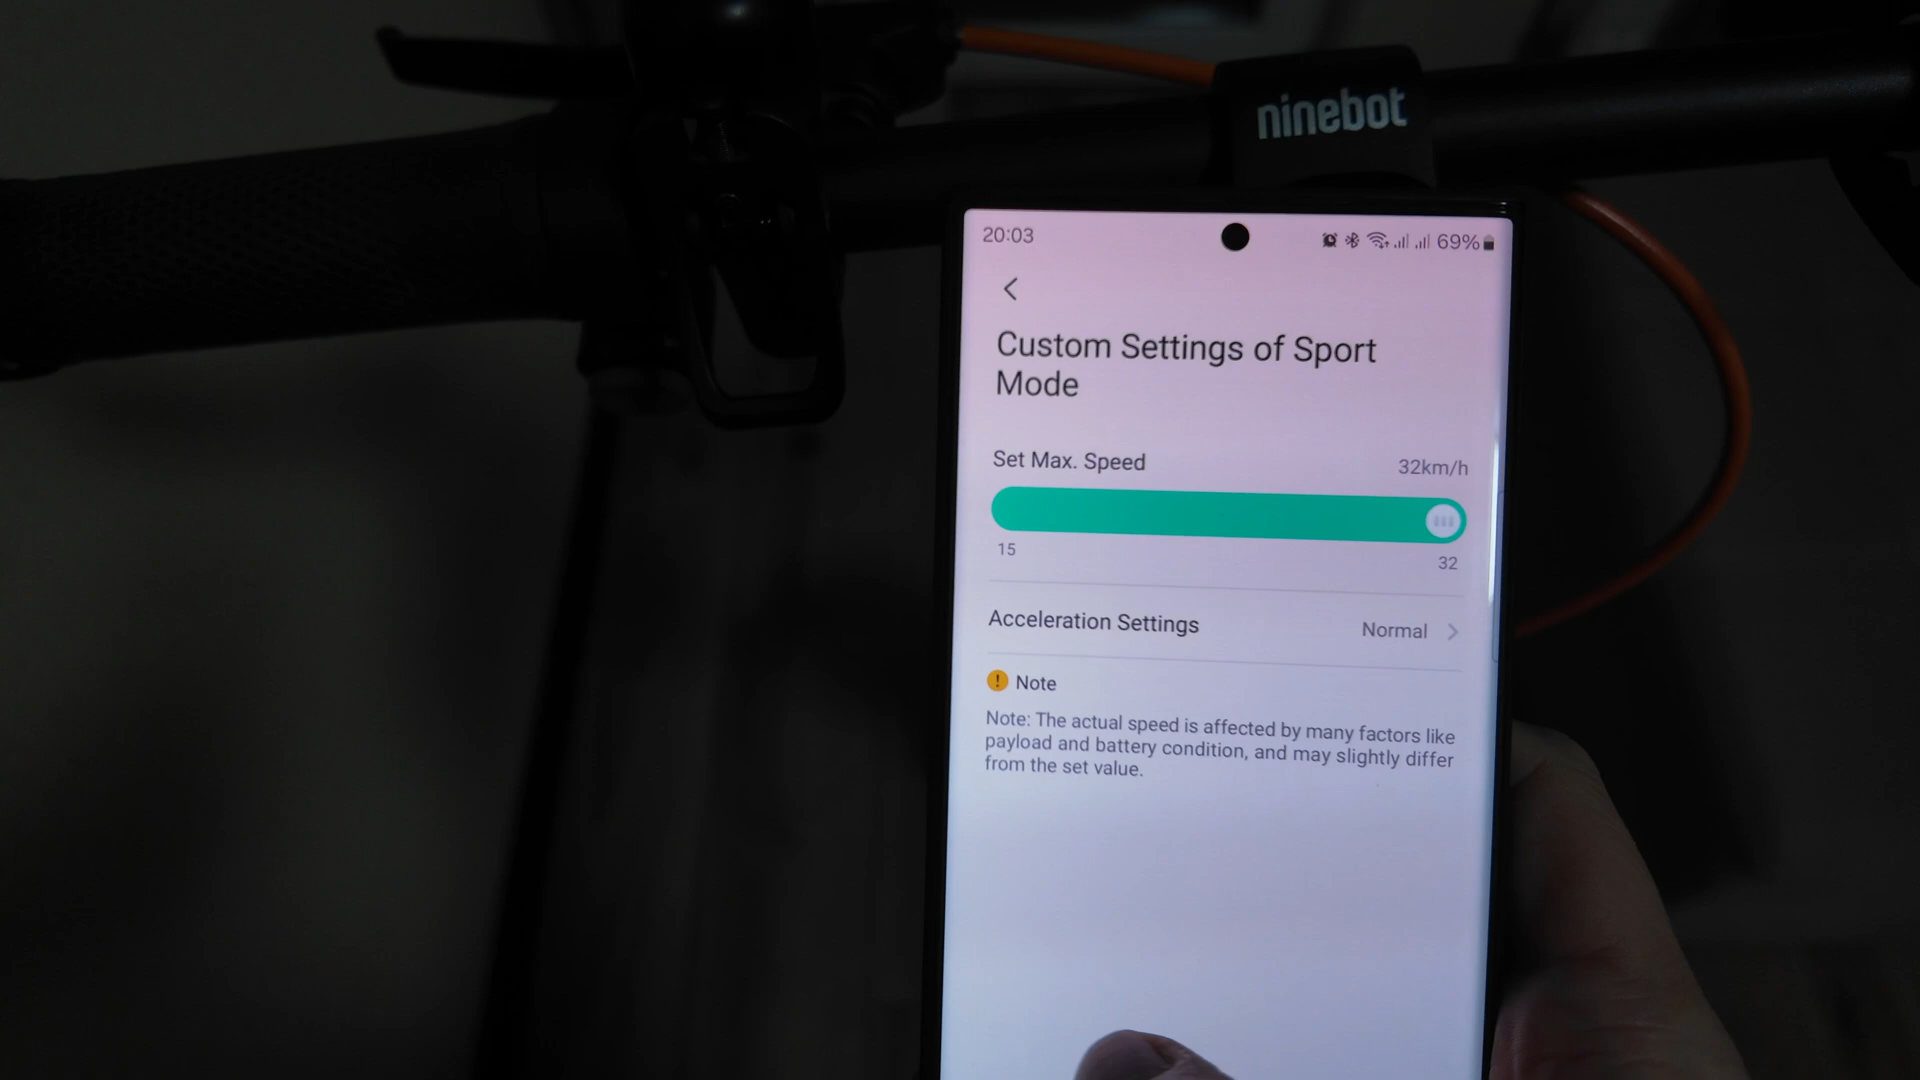 ninebot
20:03 69%
Custom Settings of Sport
Mode
Set Max. Speed 32km/h
15 32
Acceleration Settings Normal
! Note
Note: The actual speed is affected by many factors like
payload and battery condition, and may slightly differ
from the set value.